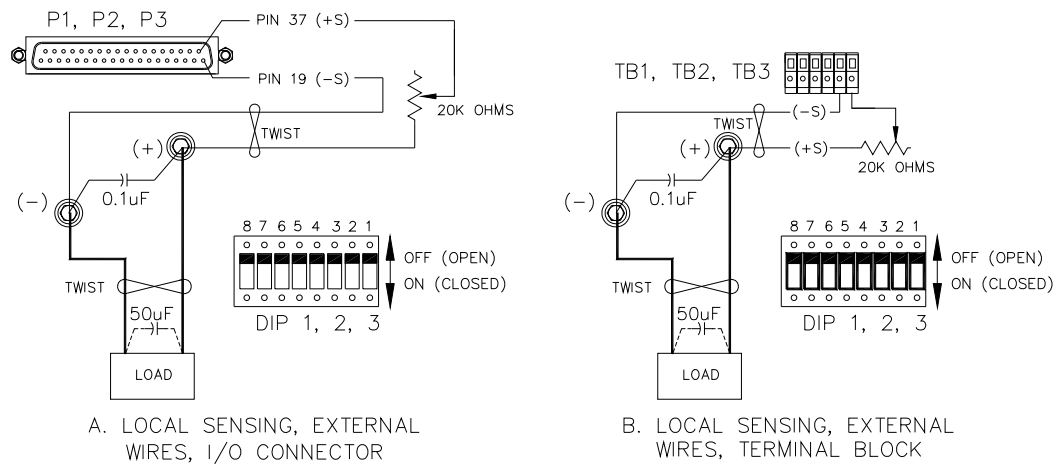 P1, P2, P3
PIN 37 (+S)
PIN 19 (−S)
20K OHMS
TWIST
(+)
0.1uF
(−)
8 7 6 5 4 3 2 1
OFF (OPEN)
ON (CLOSED)
TWIST
50uF
DIP 1, 2, 3
LOAD
A. LOCAL SENSING, EXTERNAL
WIRES, I/O CONNECTOR
TB1, TB2, TB3
(−S)
TWIST
(+)
(+S)
20K OHMS
0.1uF
(−)
8 7 6 5 4 3 2 1
OFF (OPEN)
ON (CLOSED)
TWIST
50uF
DIP 1, 2, 3
LOAD
B. LOCAL SENSING, EXTERNAL
WIRES, TERMINAL BLOCK